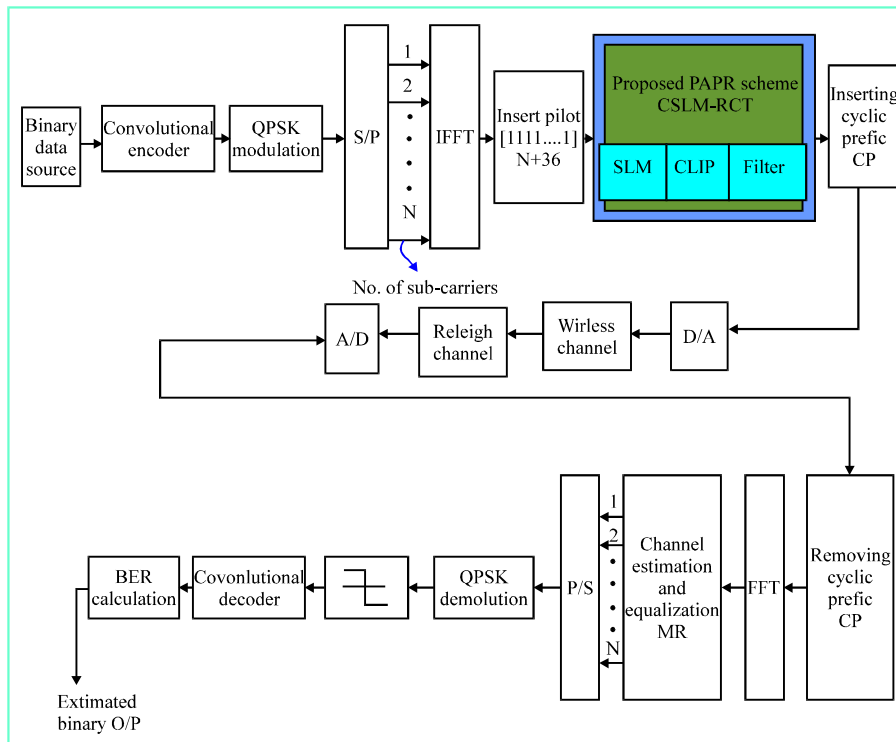 Binary
data
source
Convolutional
encoder
QPSK
modulation
S/P
1
2
N
IFFT
No. of sub-carriers
Insert pilot
[1111....1]
N+36
Proposed PAPR scheme
CSLM-RCT
SLM
CLIP
Filter
Inserting
cyclic
prefic
CP
A/D
Releigh
channel
Wirless
channel
D/A
BER
calculation
Covonlutional
decoder
QPSK
demolution
P/S
1
2
N
Channel
estimation
and
equalization
MR
FFT
Removing
cyclic
prefic
CP
Extimated
binary O/P